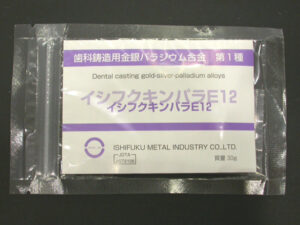 歯科鋳造用金銀パラジウム合金 第1種
Dental casting gold-silver-palladium alloys
イシフクキンパラE12
イシフクキンパラE12
ISHIFUKU METAL INDUSTRY CO.,LTD.
JDTA
質量 30g